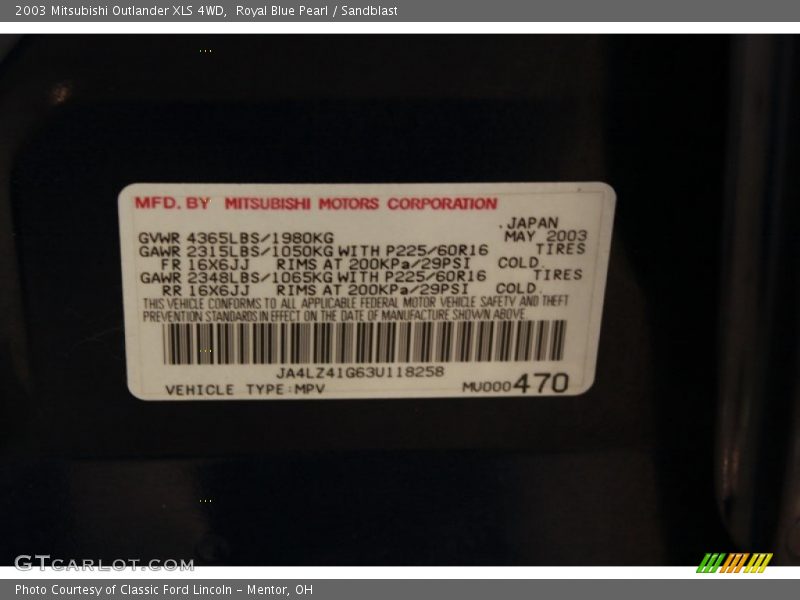 2003 Mitsubishi Outlander XLS 4WD,  Royal Blue Pearl / Sandblast
MFD. BY MITSUBISHI MOTORS CORPORATION
.JAPAN
GVWR 4365LBS/1980KG MAY 2003
GAWR 2315LBS/1050KG WITH P225/60R16 TIRES
FR 16X6JJ RIMS AT 200KPa/29PSI COLD.
GAWR 2348LBS/1065KG WITH P225/60R16 TIRES
RR 16X6JJ RIMS AT 200KPa/29PSI COLD.
THIS VEHICLE CONFORMS TO ALL APPLICABLE FEDERAL MOTOR VEHICLE SAFETY AND THEFT
PREVENTION STANDARDS IN EFFECT ON THE DATE OF MANUFACTURE SHOWN ABOVE.
JA4LZ41G63U118258
VEHICLE TYPE:MPV MU000470
GTCARLOT.COM
Photo Courtesy of Classic Ford Lincoln - Mentor, OH